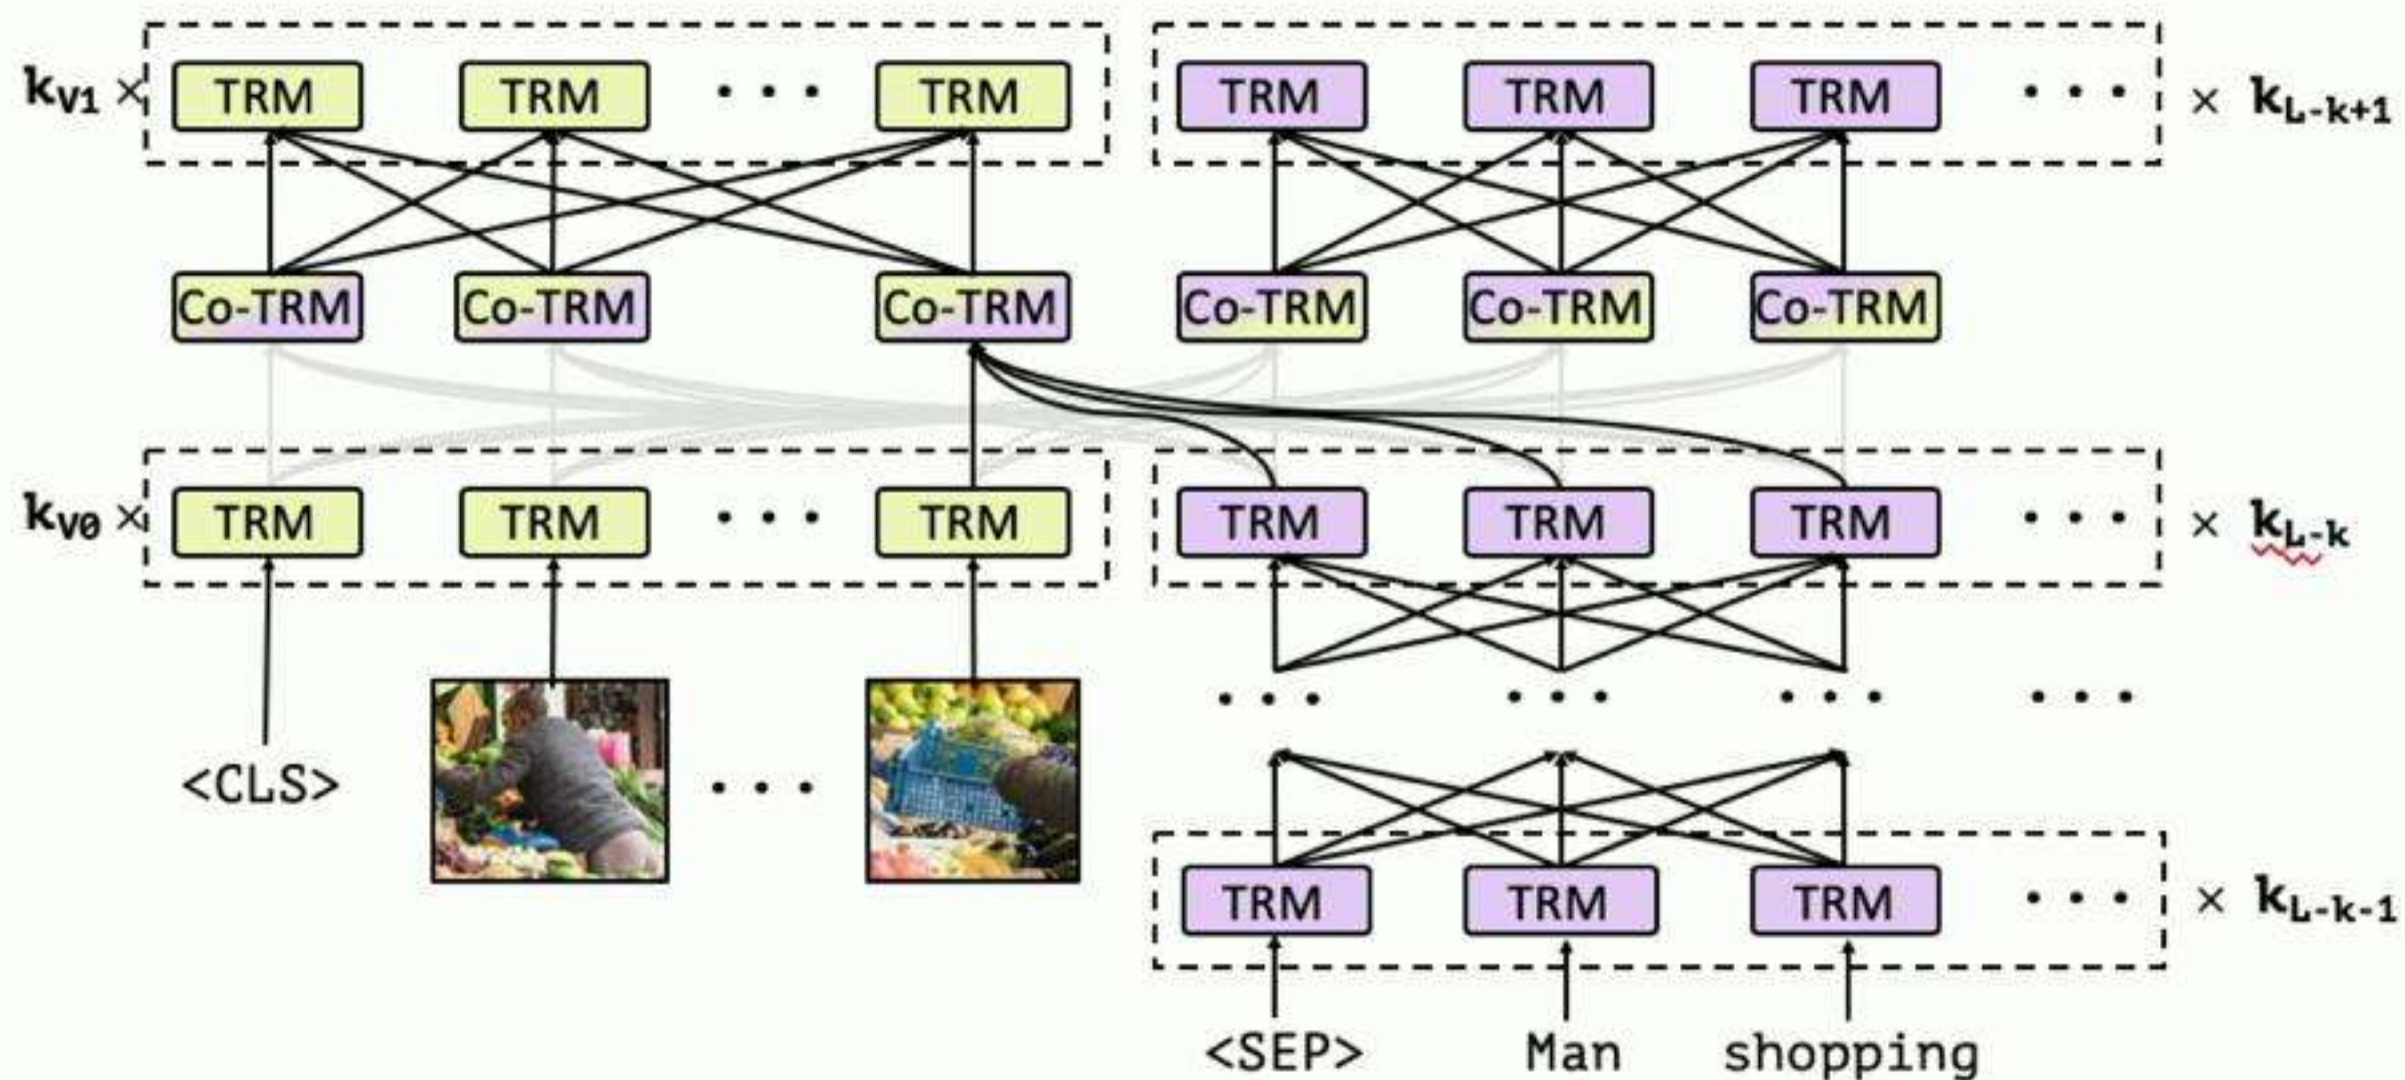 k_V1 × TRM TRM ... TRM TRM TRM TRM ... × k_L-k+1
Co-TRM Co-TRM Co-TRM Co-TRM Co-TRM Co-TRM
k_V0 × TRM TRM ... TRM TRM TRM TRM ... × k_L-k
... ... ... ...
<CLS> ...
TRM TRM TRM ... × k_L-k-1
<SEP> Man shopping